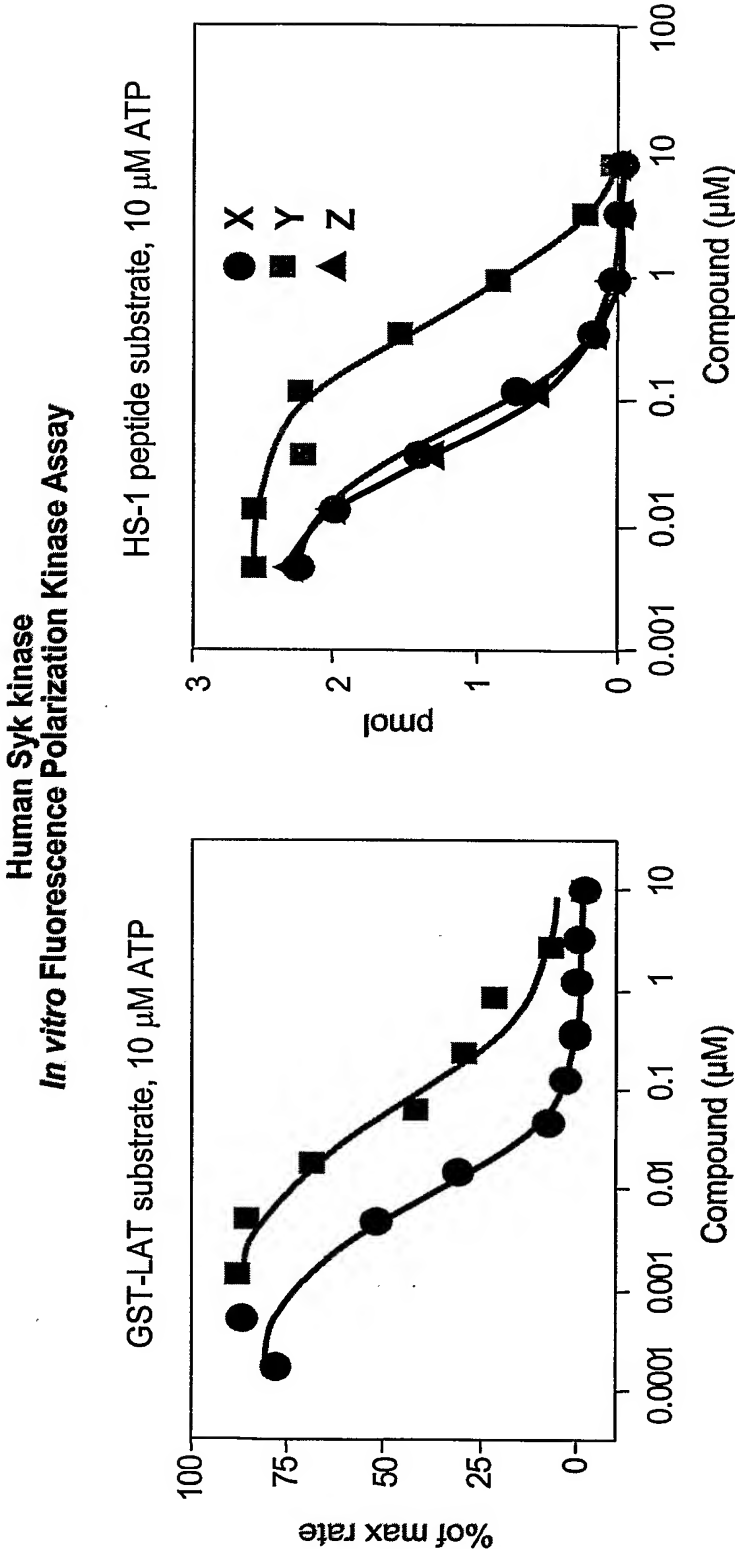 Human Syk kinase
In vitro Fluorescence Polarization Kinase Assay
GST-LAT substrate, 10 µM ATP
%of max rate
100
75
50
25
0
0.0001
0.001
0.01
0.1
1
10
Compound (µM)
HS-1 peptide substrate, 10 µM ATP
X
Y
Z
pmol
3
2
1
0
0.001
0.01
0.1
1
10
100
Compound (µM)